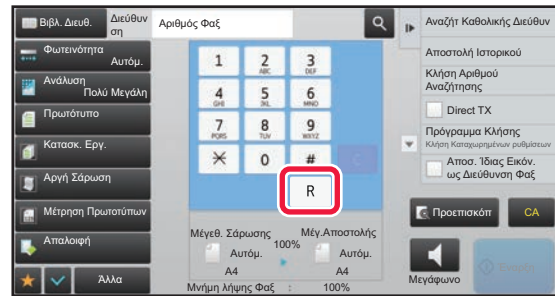 Βιβλ. Διευθ.
Διεύθυν
ση
Αριθμός Φαξ
Φωτεινότητα
Αυτόμ.
Ανάλυση
Πολύ Μεγάλη
Πρωτότυπο
Κατασκ. Εργ.
Αργή Σάρωση
Μέτρηση Πρωτοτύπων
Απαλοιφή
Άλλα
1
2
ABC
3
DEF
4
GHI
5
JKL
6
MNO
7
PQRS
8
TUV
9
WXYZ
0
#
C
R
Μέγεθ. Σάρωσης
Μέγ.Αποστολής
100%
Αυτόμ.
Αυτόμ.
A4
A4
Μνήμη λήψης Φαξ : 100%
Αναζήτ Καθολικής Διεύθυν
Αποστολή Ιστορικού
Κλήση Αριθμού
Αναζήτησης
Direct TX
Πρόγραμμα Κλήσης
Κλήση Καταχωρημένων ρυθμίσεων
Αποσ. Ίδιας Εικόν.
ως Διεύθυνση Φαξ
Προεπισκόπ
CA
Μεγάφωνο
Έναρξη